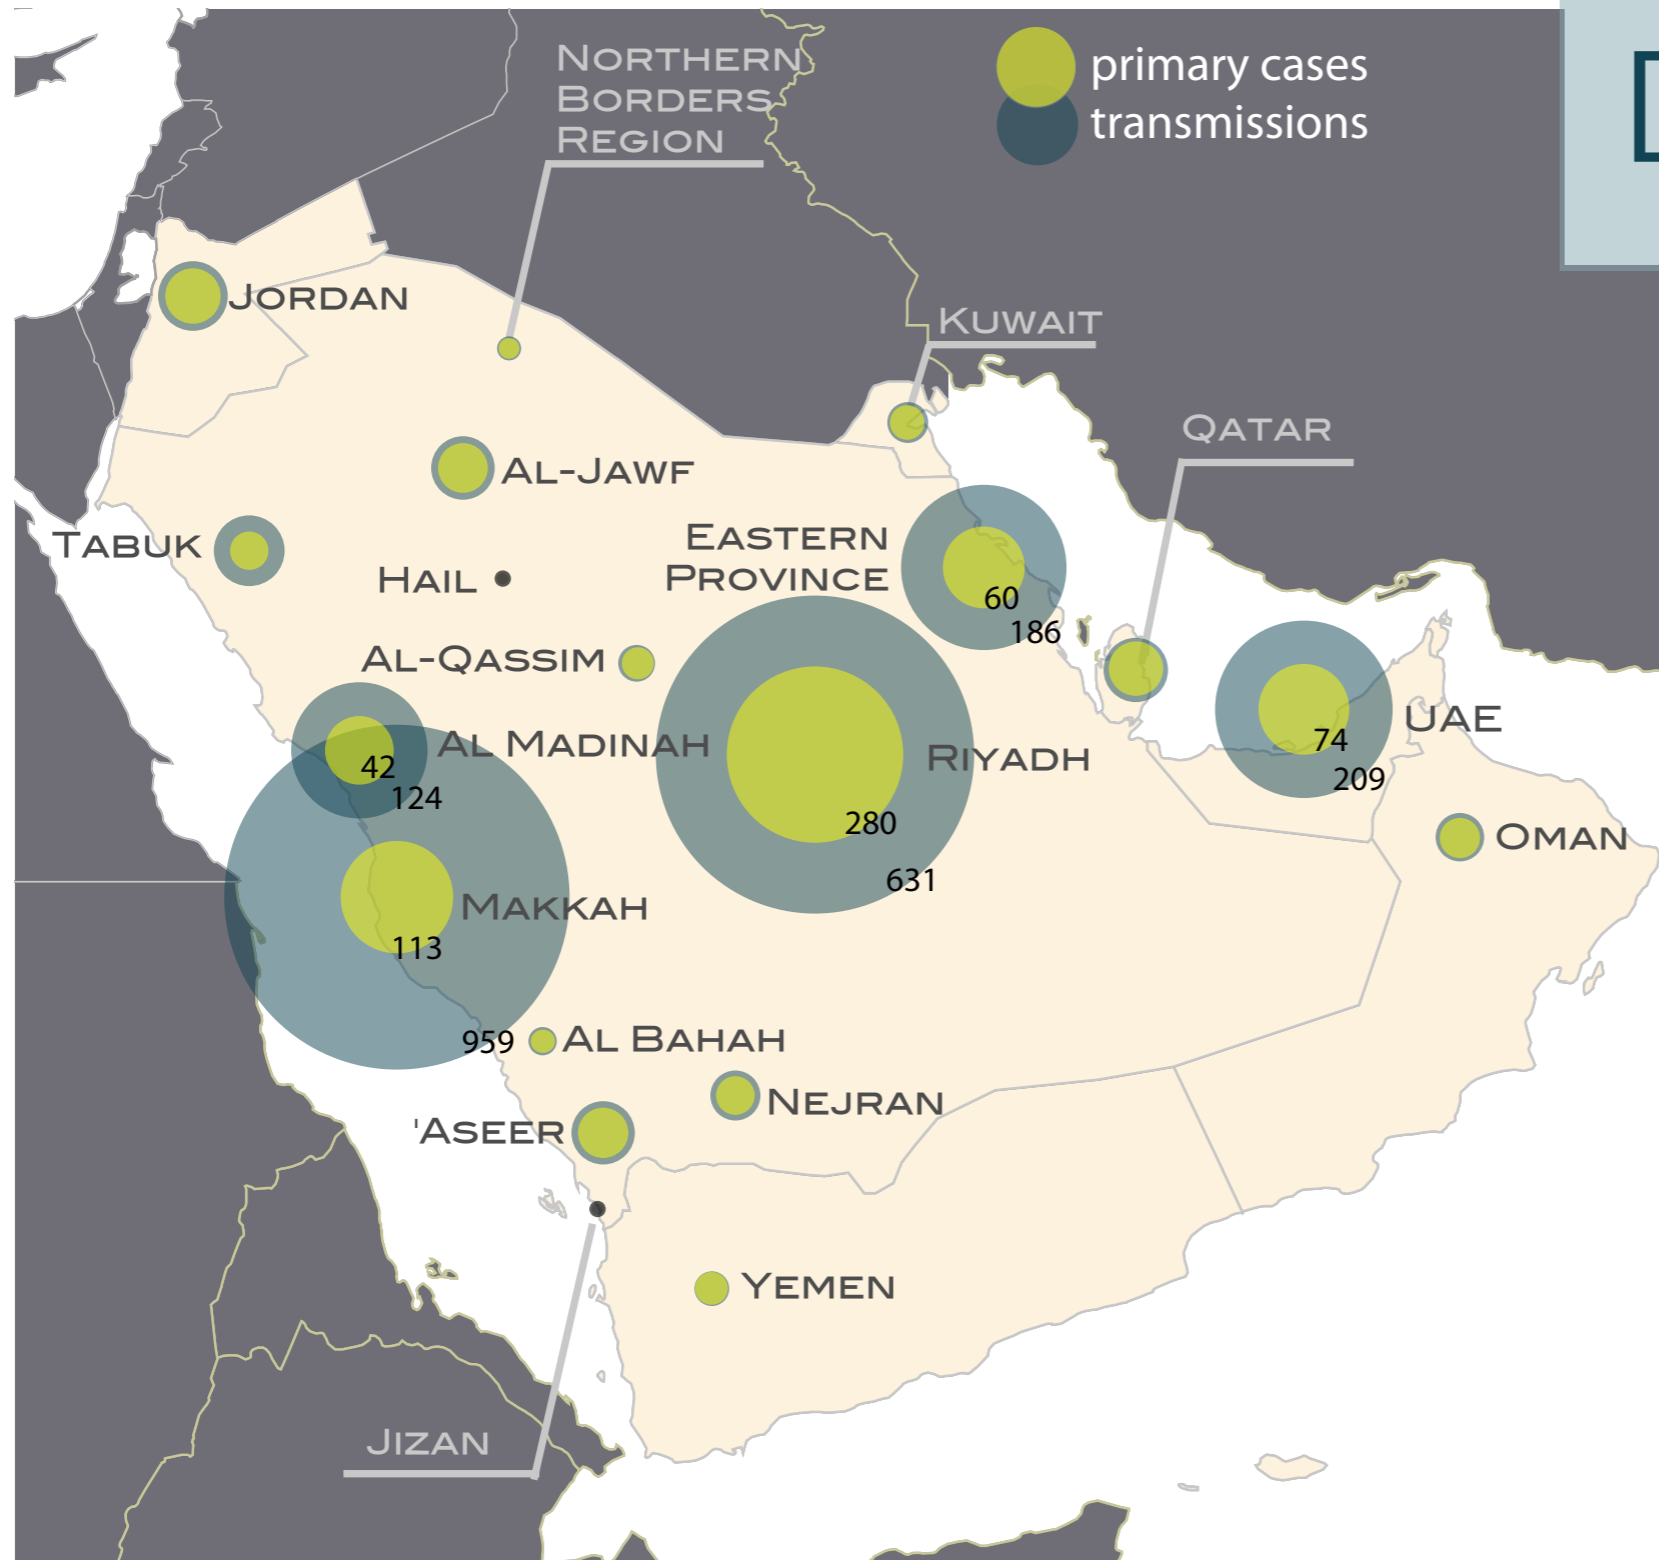 NORTHERN
BORDERS
REGION
primary cases
transmissions
JORDAN
KUWAIT
QATAR
AL-JAWF
TABUK
HAIL
EASTERN
PROVINCE
60
186
AL-QASSIM
AL MADINAH
42
124
RIYADH
280
631
UAE
74
209
OMAN
MAKKAH
113
959
AL BAHAH
NEJRAN
'ASEER
YEMEN
JIZAN